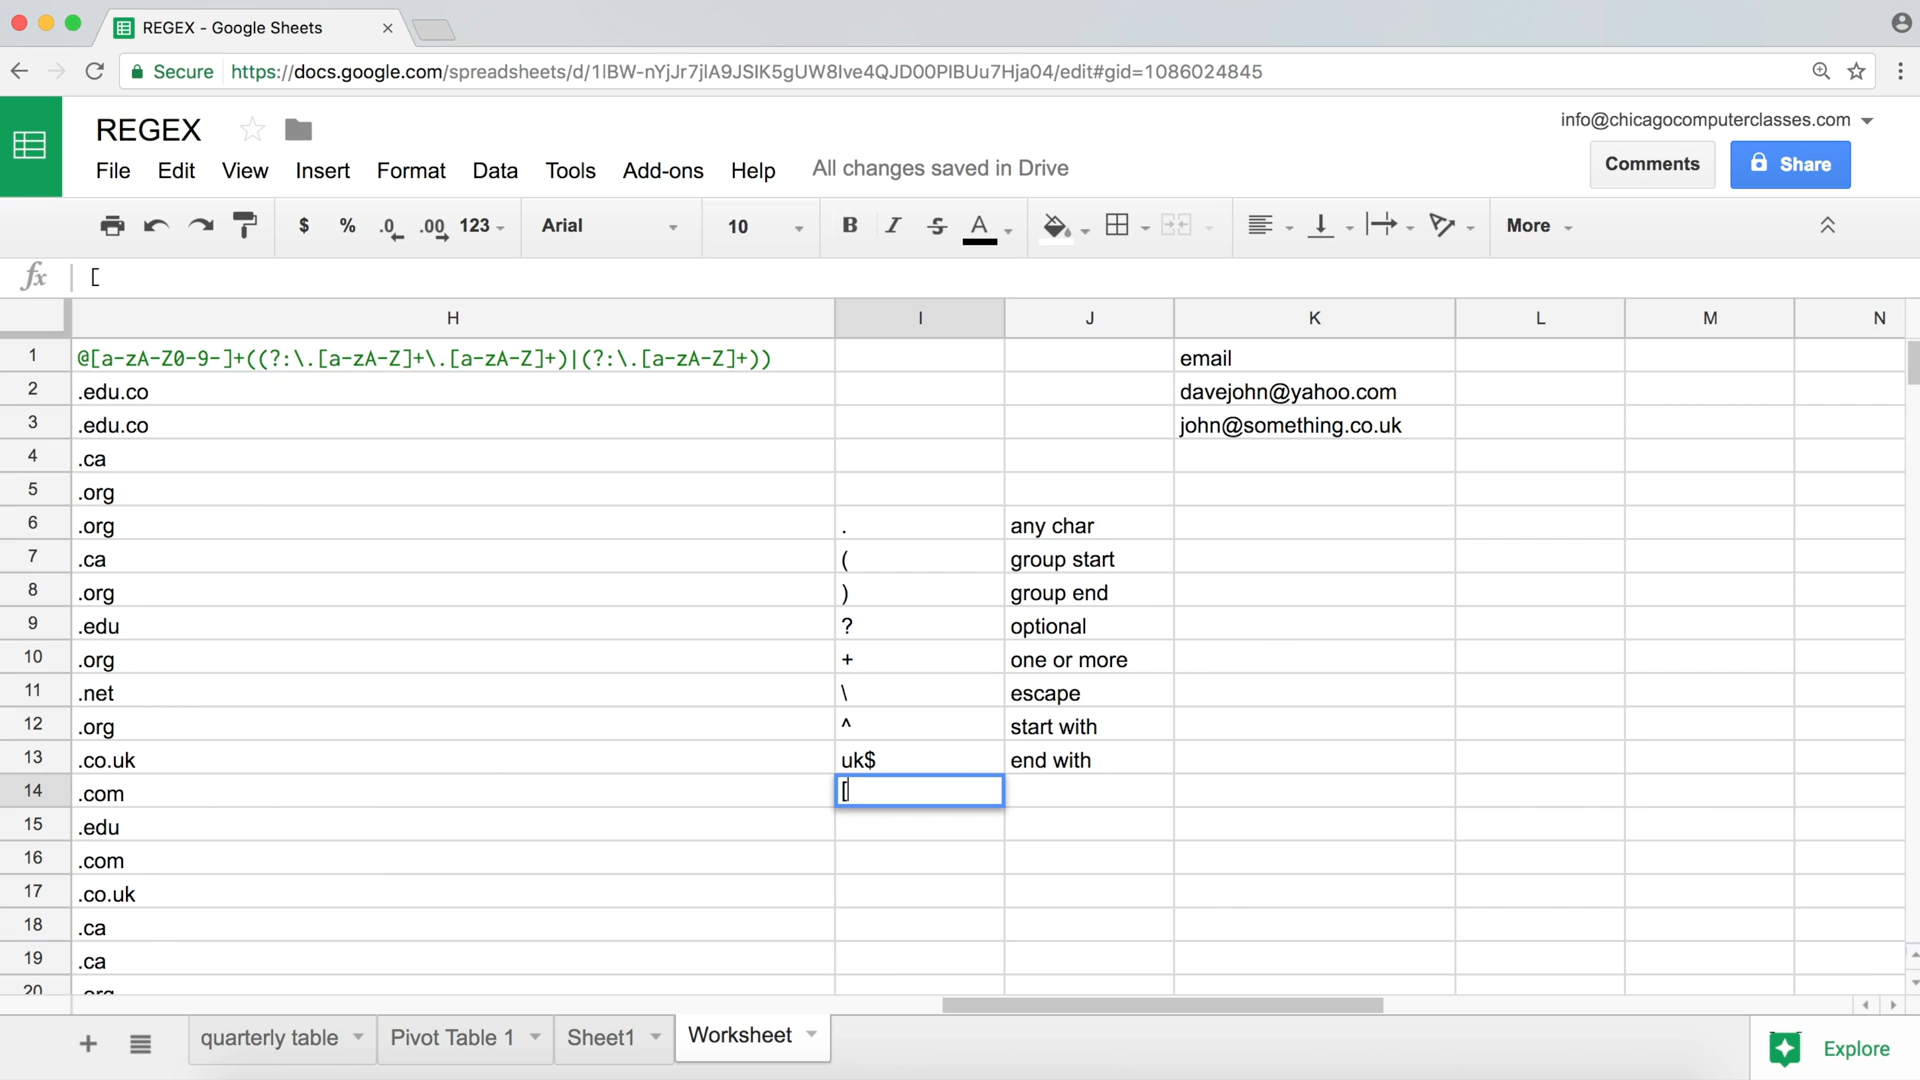 REGEX - Google Sheets
Secure https://docs.google.com/spreadsheets/d/1lBW-nYjJr7jlA9JSIK5gUW8Ive4QJD00PIBUu7Hja04/edit#gid=1086024845
REGEX
info@chicagocomputerclasses.com
File Edit View Insert Format Data Tools Add-ons Help All changes saved in Drive
Comments Share
$ % .0 .00 123 Arial 10 B I S A More
fx [
H I J K L M N
1 @[a-zA-Z0-9-]+((?:\.[a-zA-Z]+\.[a-zA-Z]+)|(?:\.[a-zA-Z]+)) email
2 .edu.co davejohn@yahoo.com
3 .edu.co john@something.co.uk
4 .ca
5 .org
6 .org . any char
7 .ca ( group start
8 .org ) group end
9 .edu ? optional
10 .org + one or more
11 .net \ escape
12 .org ^ start with
13 .co.uk uk$ end with
14 .com [
15 .edu
16 .com
17 .co.uk
18 .ca
19 .ca
20 .org
+ quarterly table Pivot Table 1 Sheet1 Worksheet Explore